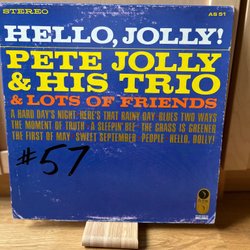 STEREO
AS 51
HELLO, JOLLY!
PETE JOLLY
& HIS TRIO
& LOTS OF FRIENDS
A HARD DAY'S NIGHT · HERE'S THAT RAINY DAY · BLUES TWO WAYS
THE MOMENT OF TRUTH · A SLEEPIN' BEE · THE GRASS IS GREENER
THE FIRST OF MAY · SWEET SEPTEMBER · PEOPLE · HELLO, DOLLY!
#57